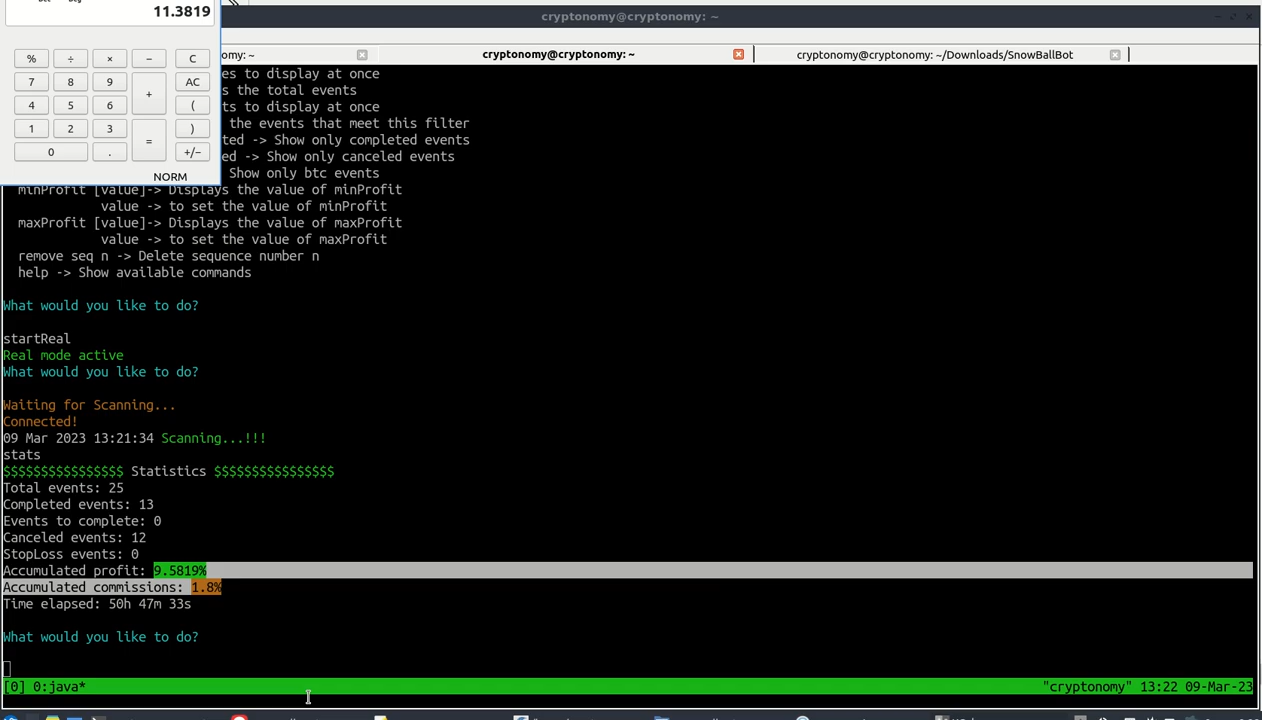 11.3819
% ÷ × − C
7 8 9 AC
4 5 6 + (
1 2 3 )
0 . = +/−
NORM
cryptonomy@cryptonomy: ~
omy: ~
cryptonomy@cryptonomy: ~
cryptonomy@cryptonomy: ~/Downloads/SnowBallBot
es to display at once
s the total events
ts to display at once
the events that meet this filter
ted -> Show only completed events
ed -> Show only canceled events
Show only btc events
minProfit [value]-> Displays the value of minProfit
value -> to set the value of minProfit
maxProfit [value]-> Displays the value of maxProfit
value -> to set the value of maxProfit
remove seq n -> Delete sequence number n
help -> Show available commands
What would you like to do?
startReal
Real mode active
What would you like to do?
Waiting for Scanning...
Connected!
09 Mar 2023 13:21:34 Scanning...!!!
stats
$$$$$$$$$$$$$$$$ Statistics $$$$$$$$$$$$$$$$
Total events: 25
Completed events: 13
Events to complete: 0
Canceled events: 12
StopLoss events: 0
Accumulated profit: 9.5819%
Accumulated commissions: 1.8%
Time elapsed: 50h 47m 33s
What would you like to do?
[0] 0:java*
"cryptonomy" 13:22 09-Mar-23